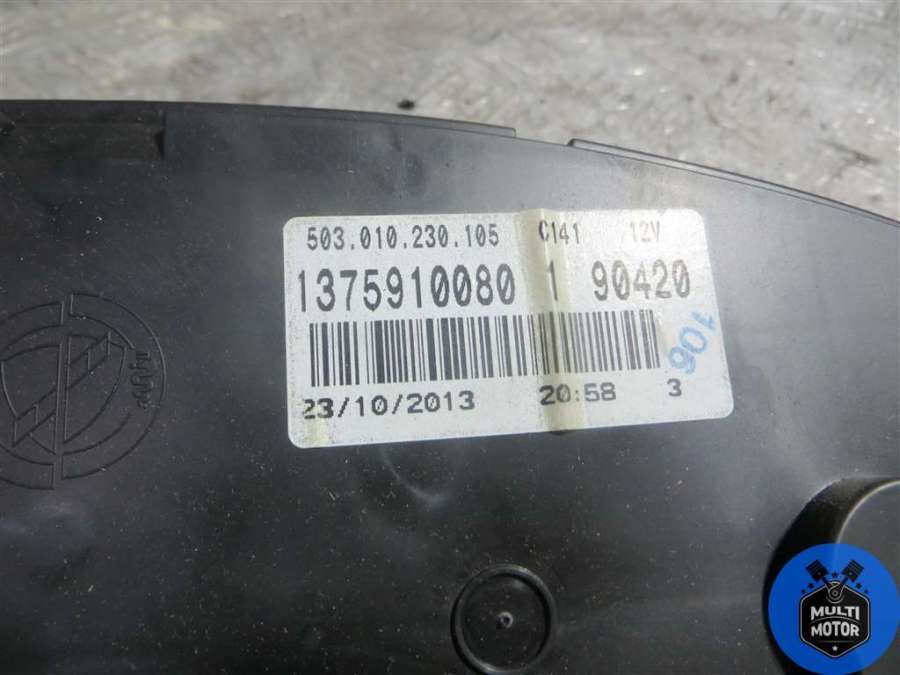 503.010.230.105 C141 12V
1375910080 1 90420
106
23/10/2013 20:58 3
MULTI
MOTOR